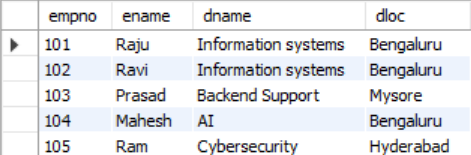 empno ename dname dloc
101 Raju Information systems Bengaluru
102 Ravi Information systems Bengaluru
103 Prasad Backend Support Mysore
104 Mahesh AI Bengaluru
105 Ram Cybersecurity Hyderabad